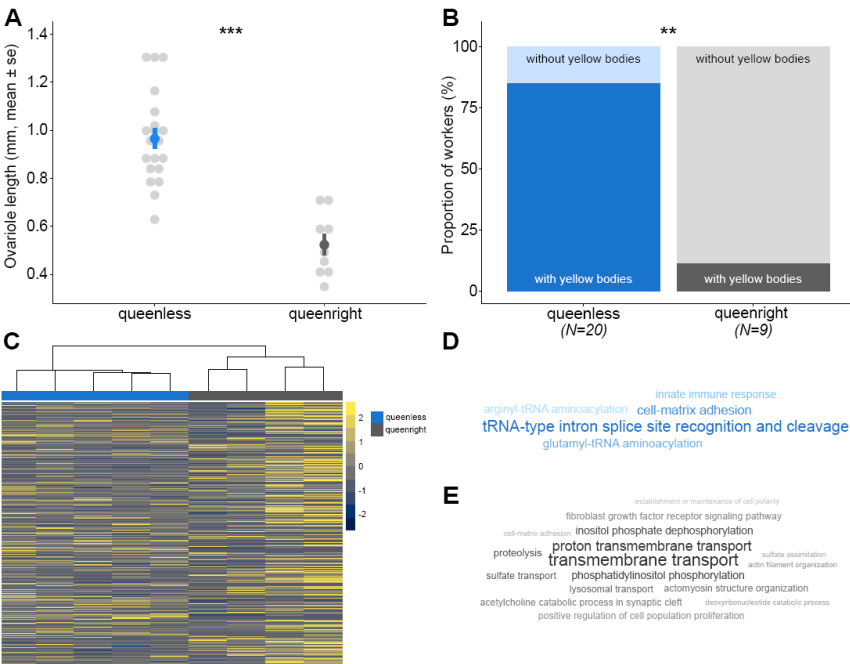 A
***
Ovariole length (mm, mean ± se)
1.4
1.2
1.0
0.8
0.6
0.4
queenless
queenright
B
**
Proportion of workers (%)
100
75
50
25
0
without yellow bodies
without yellow bodies
with yellow bodies
with yellow bodies
queenless
(N=20)
queenright
(N=9)
C
2
1
0
-1
-2
queenless
queenright
D
innate immune response
arginyl-tRNA aminoacylation
cell-matrix adhesion
tRNA-type intron splice site recognition and cleavage
glutamyl-tRNA aminoacylation
E
establishment or maintenance of cell polarity
fibroblast growth factor receptor signaling pathway
cell-matrix adhesion
inositol phosphate dephosphorylation
proton transmembrane transport
proteolysis
sulfate assimilation
transmembrane transport
actin filament organization
sulfate transport
phosphatidylinositol phosphorylation
lysosomal transport
actomyosin structure organization
acetylcholine catabolic process in synaptic cleft
deoxyribonucleotide catabolic process
positive regulation of cell population proliferation